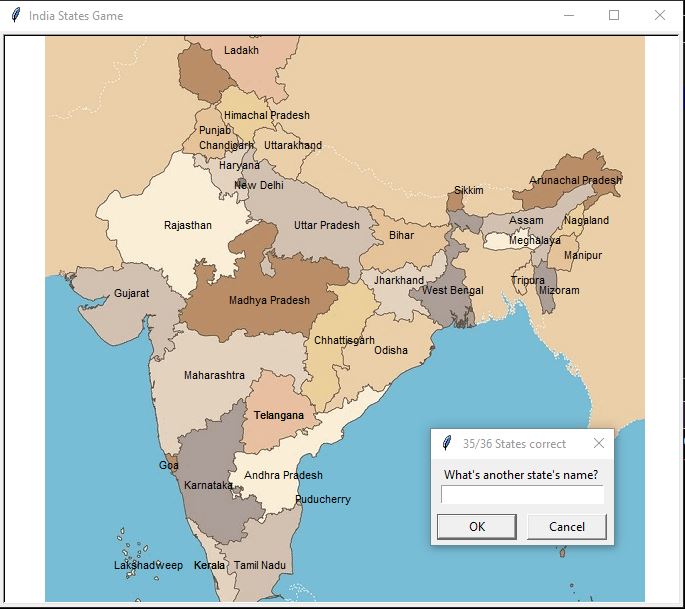 India States Game
Ladakh
Himachal Pradesh
Punjab
Chandigarh
Uttarakhand
Haryana
New Delhi
Sikkim
Arunachal Pradesh
Rajasthan
Uttar Pradesh
Bihar
Assam
Nagaland
Meghalaya
Manipur
Gujarat
Madhya Pradesh
Jharkhand
West Bengal
Tripura
Mizoram
Chhattisgarh
Odisha
Maharashtra
Telangana
Goa
Karnataka
Andhra Pradesh
Puducherry
Lakshadweep
Kerala
Tamil Nadu
35/36 States correct
What's another state's name?
OK
Cancel